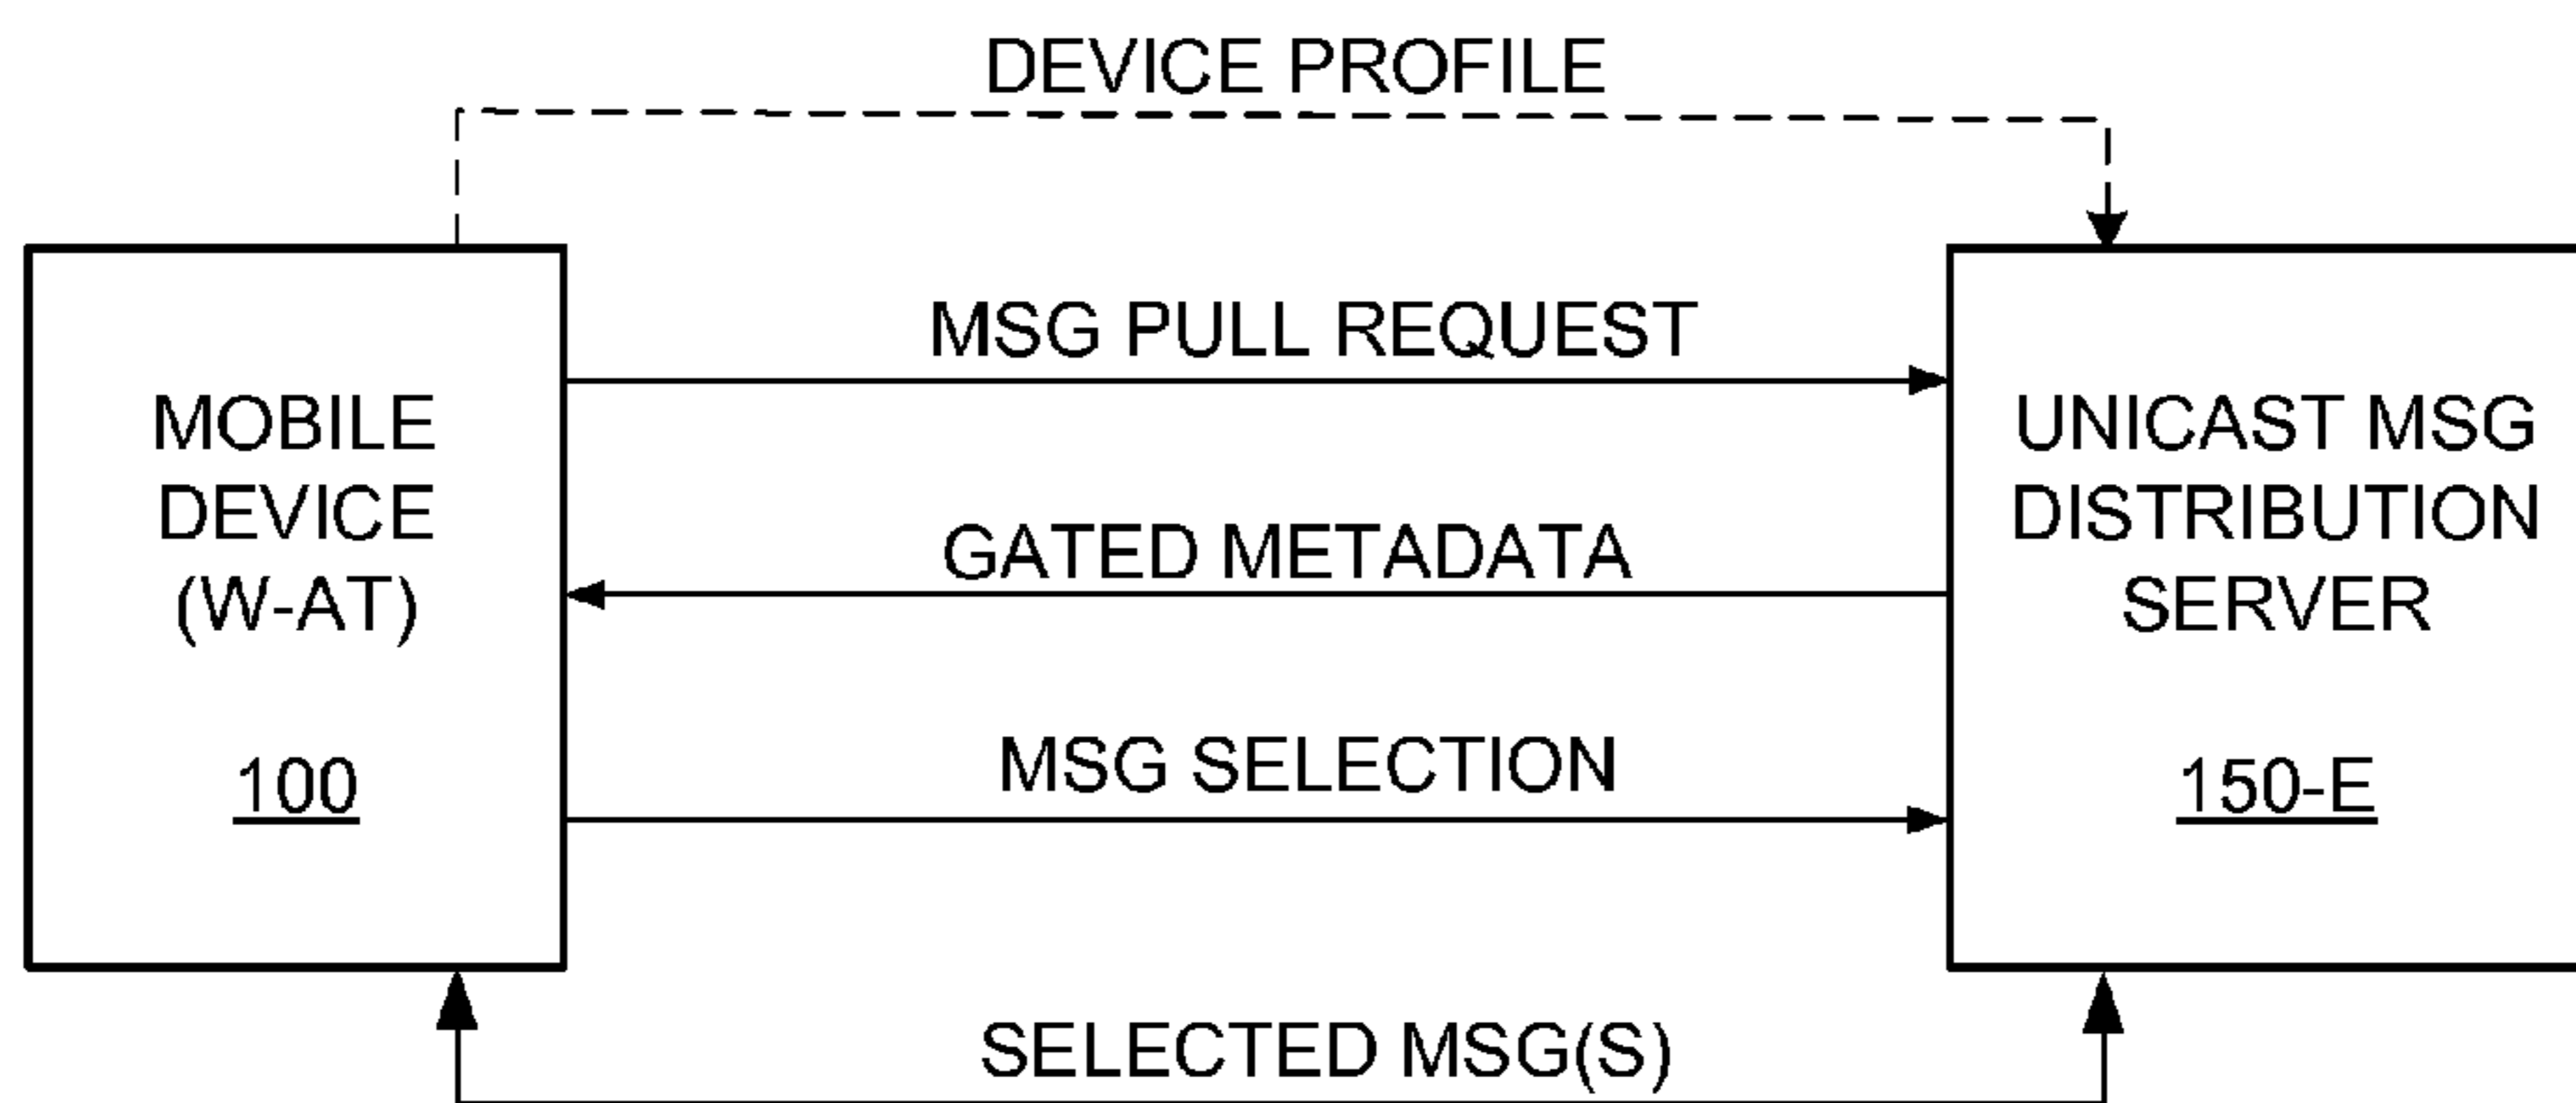 DEVICE PROFILE
MSG PULL REQUEST
MOBILE
DEVICE
(W-AT)
100
GATED METADATA
UNICAST MSG
DISTRIBUTION
SERVER
150-E
MSG SELECTION
SELECTED MSG(S)